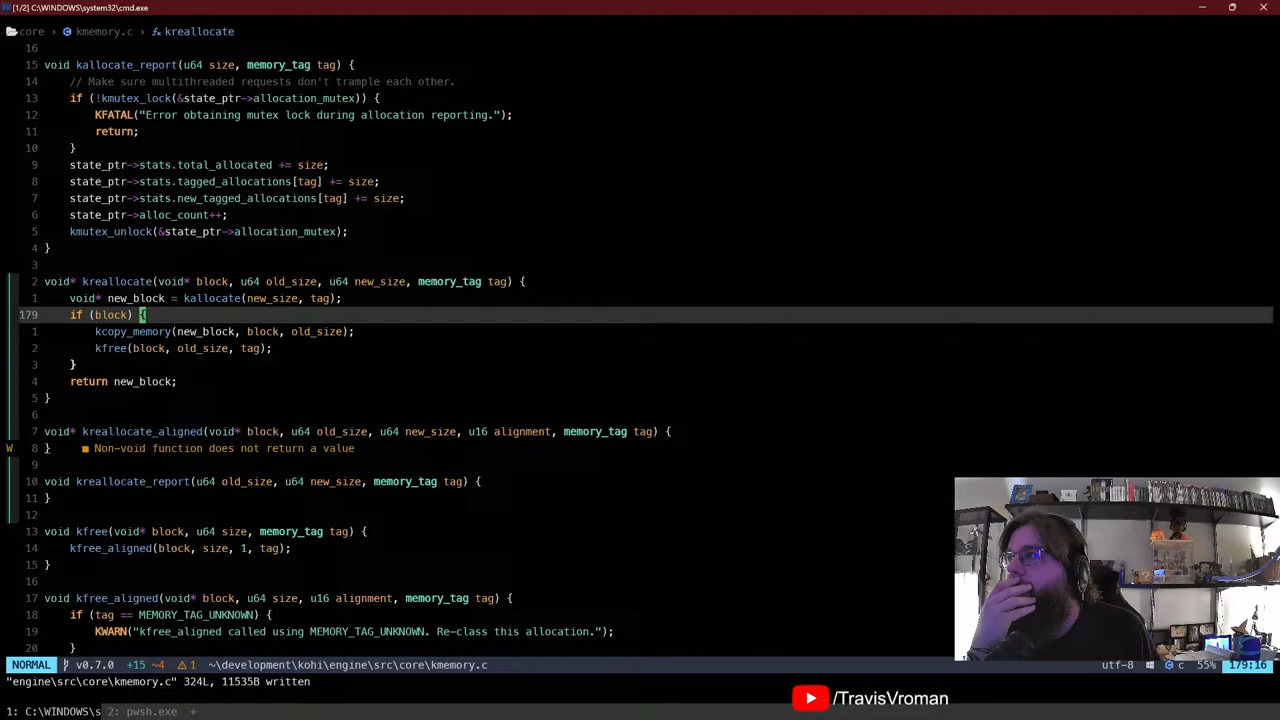 [1/2] C:\WINDOWS\system32\cmd.exe
core › kmemory.c › kreallocate
16
15 void kallocate_report(u64 size, memory_tag tag) {
14 // Make sure multithreaded requests don't trample each other.
13 if (!kmutex_lock(&state_ptr->allocation_mutex)) {
12 KFATAL("Error obtaining mutex lock during allocation reporting.");
11 return;
10 }
9 state_ptr->stats.total_allocated += size;
8 state_ptr->stats.tagged_allocations[tag] += size;
7 state_ptr->stats.new_tagged_allocations[tag] += size;
6 state_ptr->alloc_count++;
5 kmutex_unlock(&state_ptr->allocation_mutex);
4 }
3
2 void* kreallocate(void* block, u64 old_size, u64 new_size, memory_tag tag) {
1 void* new_block = kallocate(new_size, tag);
179 if (block) {
1 kcopy_memory(new_block, block, old_size);
2 kfree(block, old_size, tag);
3 }
4 return new_block;
5 }
6
7 void* kreallocate_aligned(void* block, u64 old_size, u64 new_size, u16 alignment, memory_tag tag) {
W 8 } ■ Non-void function does not return a value
9
10 void kreallocate_report(u64 old_size, u64 new_size, memory_tag tag) {
11 }
12
13 void kfree(void* block, u64 size, memory_tag tag) {
14 kfree_aligned(block, size, 1, tag);
15 }
16
17 void kfree_aligned(void* block, u64 size, u16 alignment, memory_tag tag) {
18 if (tag == MEMORY_TAG_UNKNOWN) {
19 KWARN("kfree_aligned called using MEMORY_TAG_UNKNOWN. Re-class this allocation.");
20 }
NORMAL v0.7.0 +15 ~4 1 ~\development\kohi\engine\src\core\kmemory.c utf-8 c 55% 179:16
"engine\src\core\kmemory.c" 324L, 11535B written
/TravisVroman
1: C:\WINDOWS\s 2: pwsh.exe +